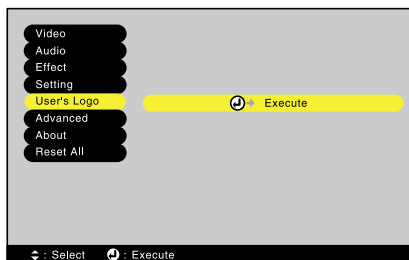 Video
Audio
Effect
Setting
User's Logo
Execute
Advanced
About
Reset All
: Select : Execute